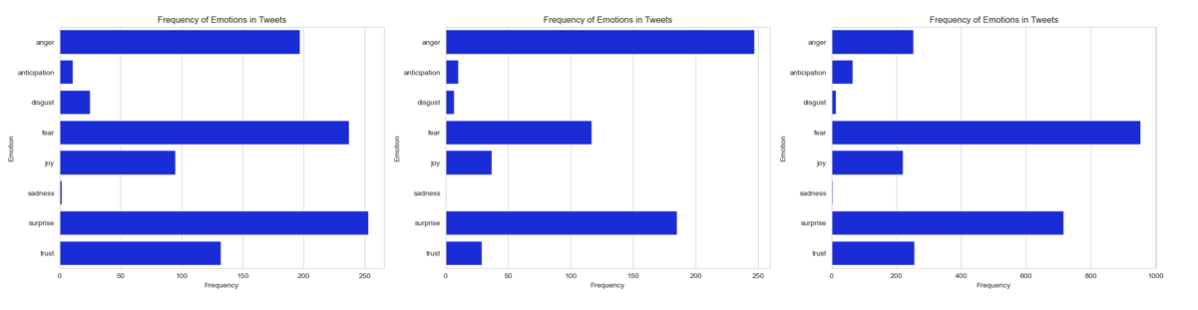 Frequency of Emotions in Tweets
anger
anticipation
disgust
fear
joy
sadness
surprise
trust
Emotion
0 50 100 150 200 250
Frequency
Frequency of Emotions in Tweets
anger
anticipation
disgust
fear
joy
sadness
surprise
trust
Emotion
0 50 100 150 200 250
Frequency
Frequency of Emotions in Tweets
anger
anticipation
disgust
fear
joy
sadness
surprise
trust
Emotion
0 200 400 600 800 1000
Frequency